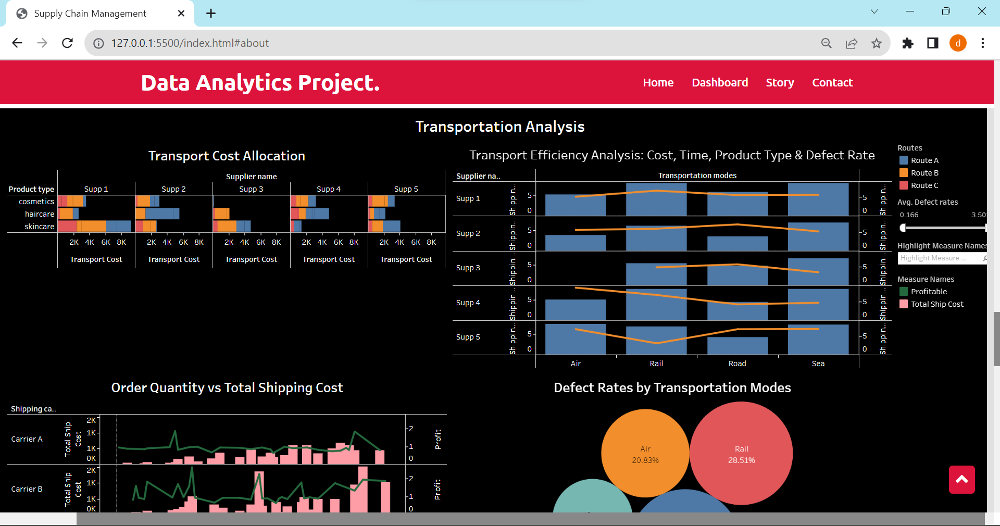 Supply Chain Management
127.0.0.1:5500/index.html#about
d
Data Analytics Project.
Home Dashboard Story Contact
Transportation Analysis
Transport Cost Allocation
Supplier name
Product type Supp 1 Supp 2 Supp 3 Supp 4 Supp 5
cosmetics
haircare
skincare
2K 4K 6K 8K 2K 4K 6K 8K 2K 4K 6K 8K 2K 4K 6K 8K 2K 4K 6K 8K
Transport Cost Transport Cost Transport Cost Transport Cost Transport Cost
Transport Efficiency Analysis: Cost, Time, Product Type & Defect Rate
Supplier na.. Transportation modes
Supp 1 Shippin... 5 0 5 0 Shippin...
Supp 2 Shippin... 5 0 5 0 Shippin...
Supp 3 Shippin... 5 0 5 0 Shippin...
Supp 4 Shippin... 5 0 5 0 Shippin...
Supp 5 Shippin... 5 0 5 0 Shippin...
Air Rail Road Sea
Routes
Route A
Route B
Route C
Avg. Defect rates
0.166 3.50
Highlight Measure Names
Highlight Measure ...
Measure Names
Profitable
Total Ship Cost
Order Quantity vs Total Shipping Cost
Shipping ca..
Carrier A
Total Ship
Cost
2K
1K
1K
0K
2
1
0
Profit
Carrier B
Total Ship
Cost
2K
1K
1K
0K
2
1
0
Profit
Defect Rates by Transportation Modes
Air
20.83%
Rail
28.51%